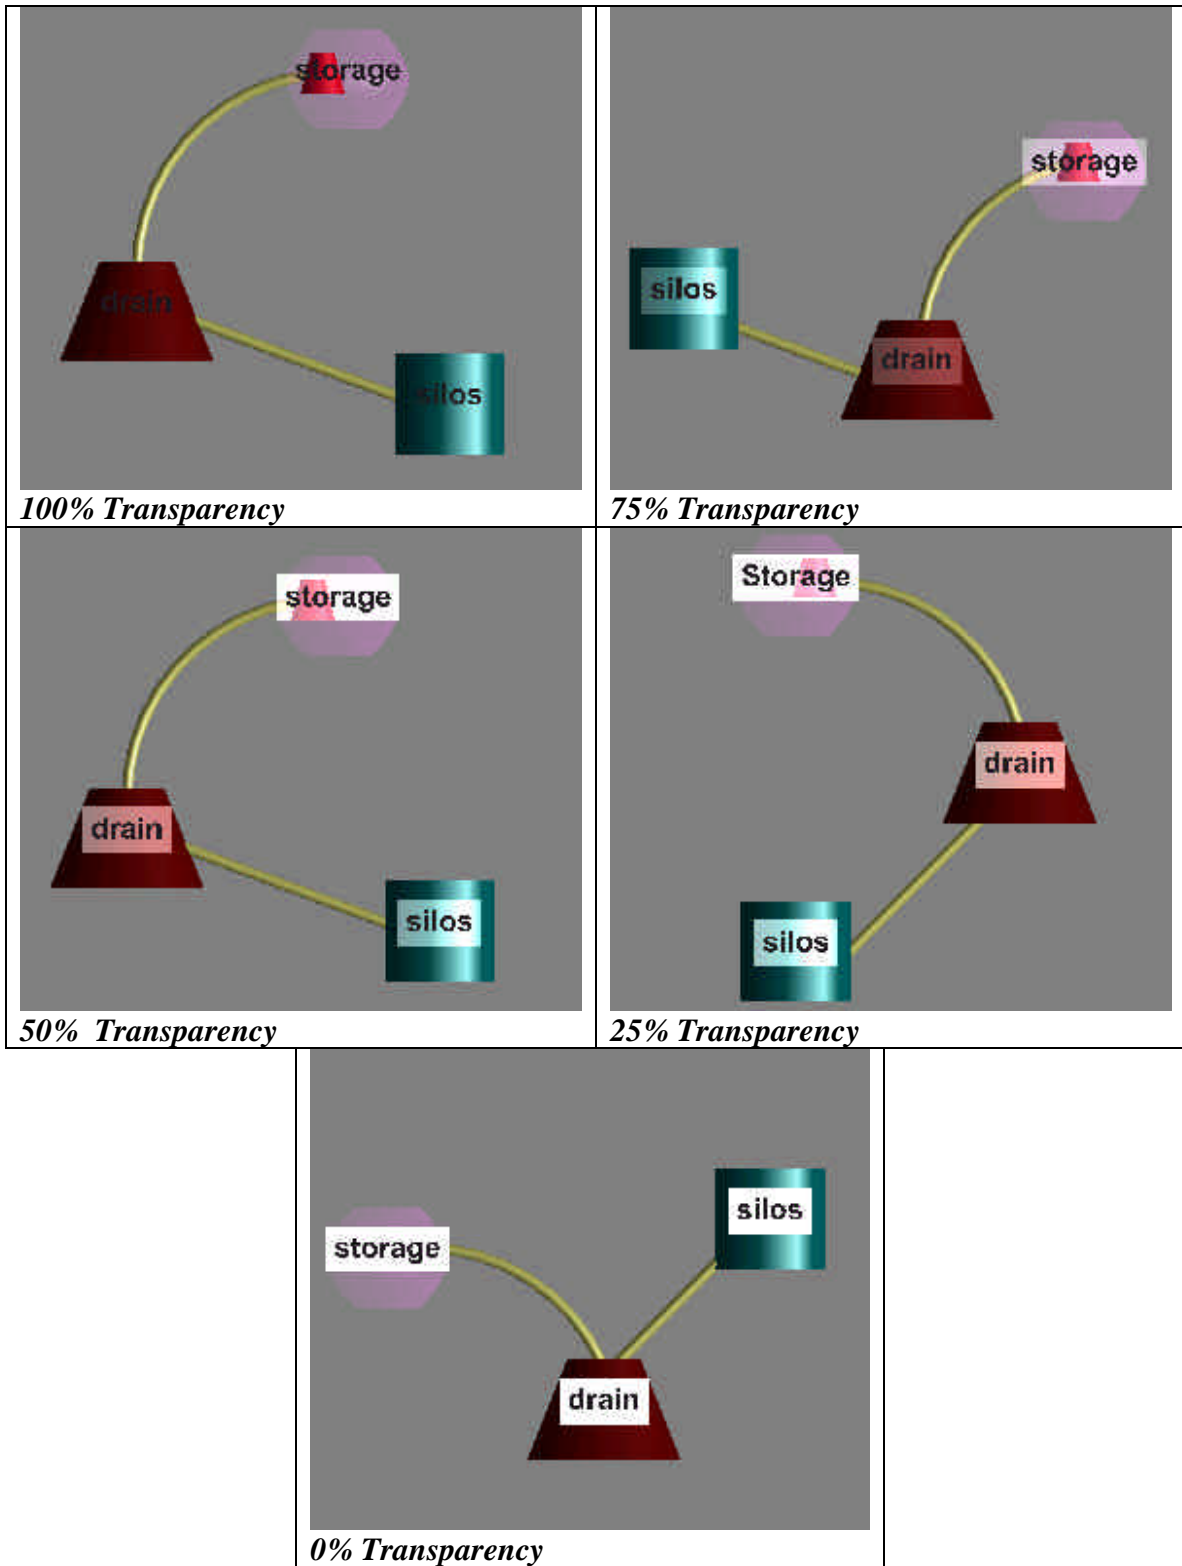 storage
drain
silos
100% Transparency
storage
silos
drain
75% Transparency
storage
drain
silos
50% Transparency
Storage
drain
silos
25% Transparency
silos
storage
drain
0% Transparency